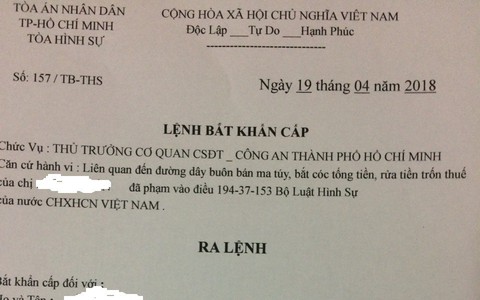 TÒA ÁN NHÂN DÂN
TP-HỒ CHÍ MINH
TÒA HÌNH SỰ
CỘNG HÒA XÃ HỘI CHỦ NGHĨA VIỆT NAM
Độc Lập ___Tự Do ___Hạnh Phúc
Số: 157 / TB-THS
Ngày 19 tháng 04 năm 2018
LỆNH BẮT KHẨN CẤP
Chức Vụ : THỦ TRƯỞNG CƠ QUAN CSĐT _ CÔNG AN THÀNH PHỐ HỒ CHÍ MINH
Căn cứ hành vi : Liên quan đến đường dây buôn bán ma túy, bắt cóc tống tiền, rửa tiền trốn thuế
của chị đã phạm vào điều 194-37-153 Bộ Luật Hình Sự
của nước CHXHCN VIỆT NAM .
RA LỆNH
Bắt khẩn cấp đối với :
Họ và Tên :